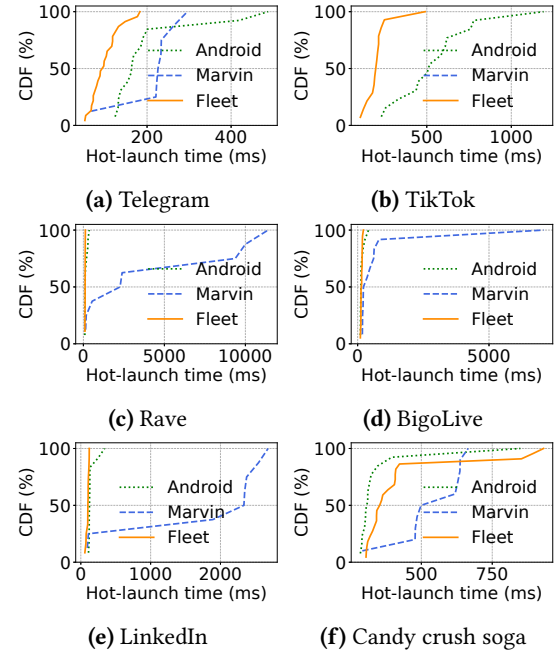 CDF (%)
100
50
0
Android
Marvin
Fleet
200
400
Hot-launch time (ms)
(a) Telegram
CDF (%)
100
50
0
Android
Marvin
Fleet
500
1000
Hot-launch time (ms)
(b) TikTok
CDF (%)
100
50
0
Android
Marvin
Fleet
0
5000
10000
Hot-launch time (ms)
(c) Rave
CDF (%)
100
50
0
Android
Marvin
Fleet
0
5000
Hot-launch time (ms)
(d) BigoLive
CDF (%)
100
50
0
Android
Marvin
Fleet
0
1000
2000
Hot-launch time (ms)
(e) LinkedIn
CDF (%)
100
50
0
Android
Marvin
Fleet
500
750
Hot-launch time (ms)
(f) Candy crush soga